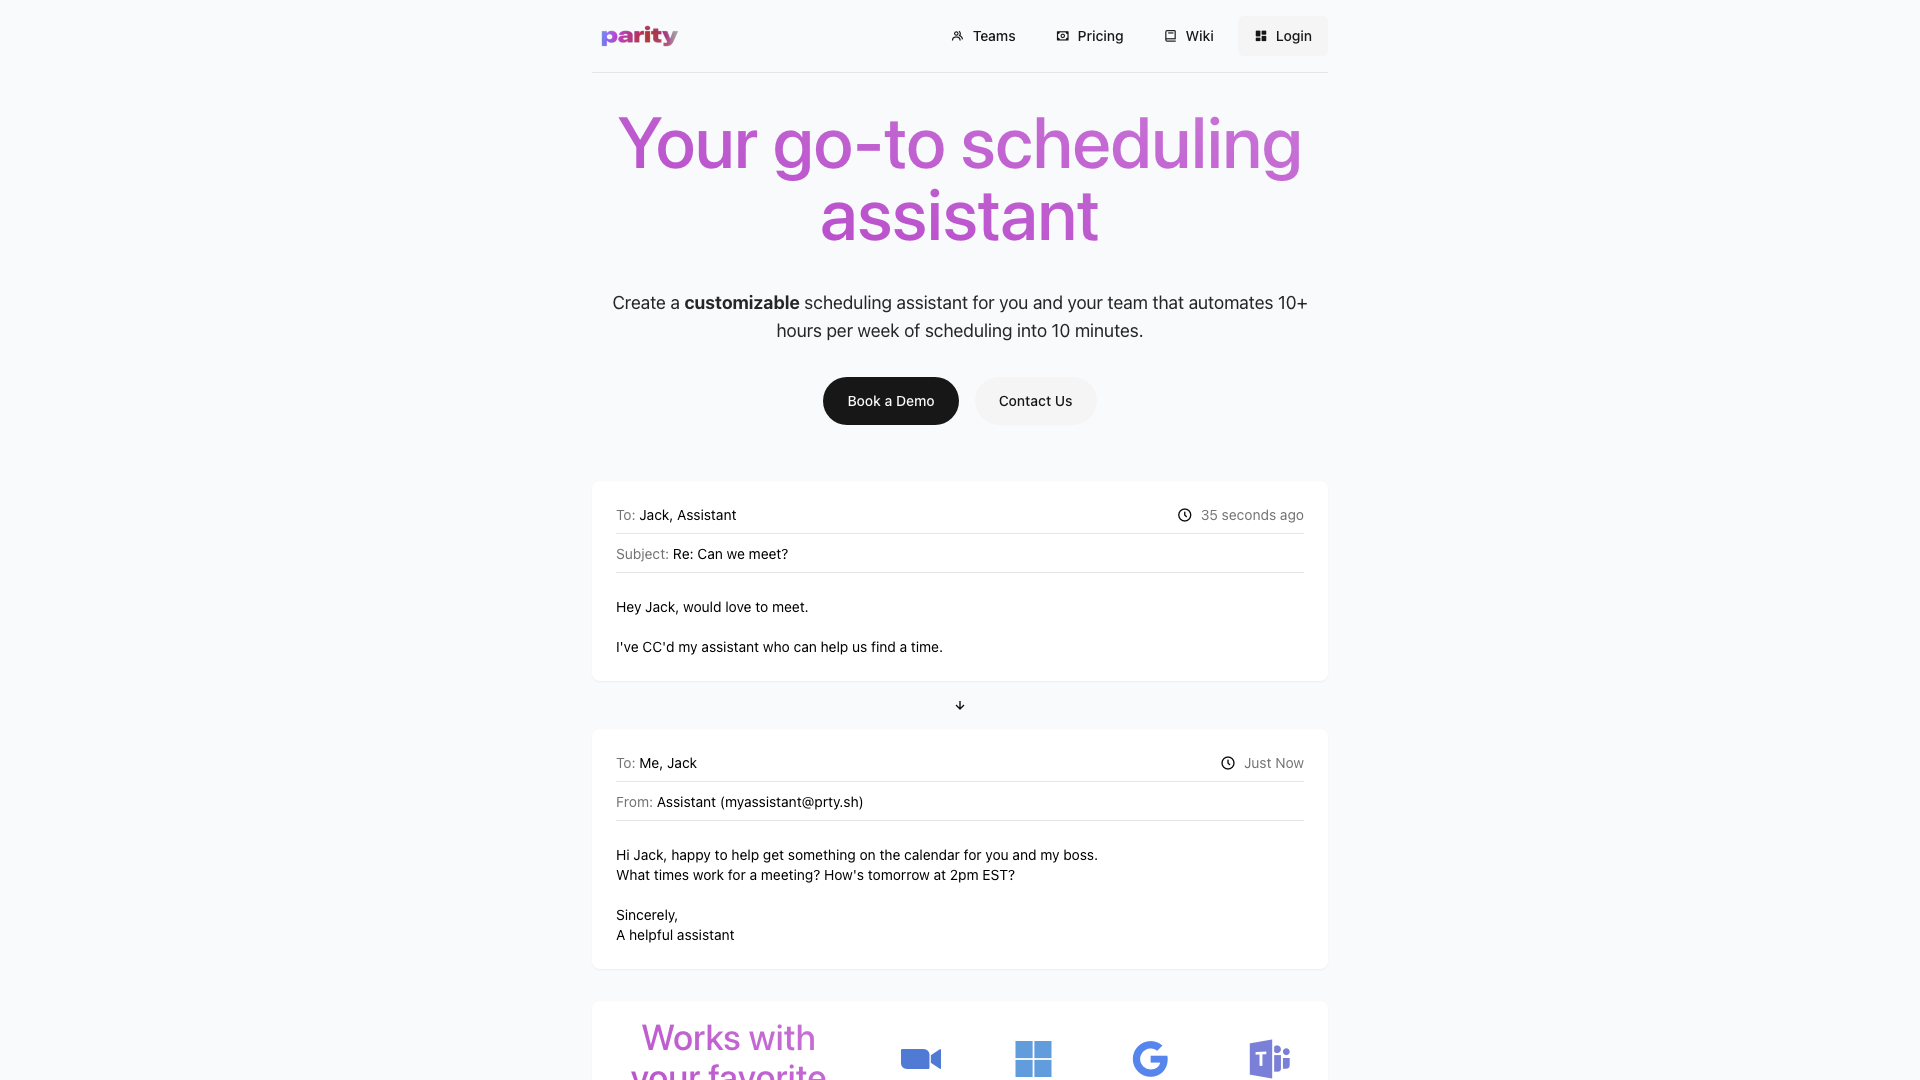 parity
Teams
Pricing
Wiki
Login
Your go-to scheduling
assistant
Create a customizable scheduling assistant for you and your team that automates 10+
hours per week of scheduling into 10 minutes.
Book a Demo
Contact Us
To: Jack, Assistant
35 seconds ago
Subject: Re: Can we meet?
Hey Jack, would love to meet.
I've CC'd my assistant who can help us find a time.
To: Me, Jack
Just Now
From: Assistant (myassistant@prty.sh)
Hi Jack, happy to help get something on the calendar for you and my boss.
What times work for a meeting? How's tomorrow at 2pm EST?
Sincerely,
A helpful assistant
Works with
your favorite